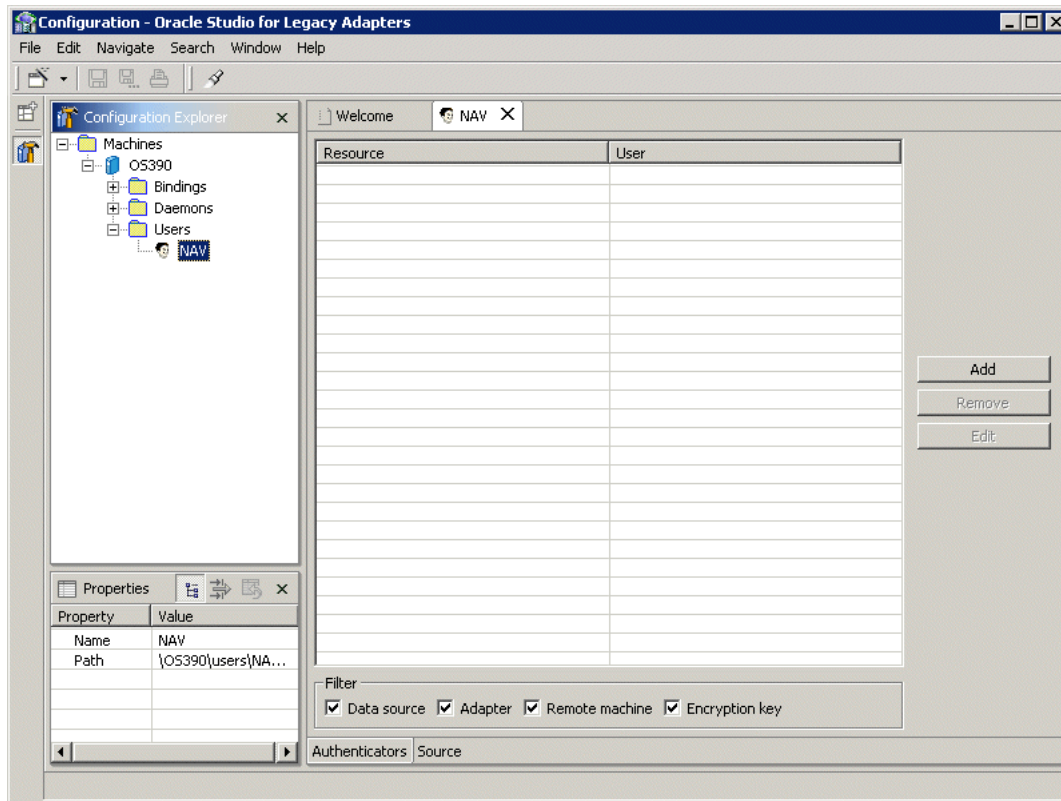 Configuration - Oracle Studio for Legacy Adapters
File Edit Navigate Search Window Help
Configuration Explorer
Machines
OS390
Bindings
Daemons
Users
NAV
Welcome NAV
Resource User
Add
Remove
Edit
Properties
Property Value
Name NAV
Path \OS390\users\NA...
Filter
Data source Adapter Remote machine Encryption key
Authenticators Source